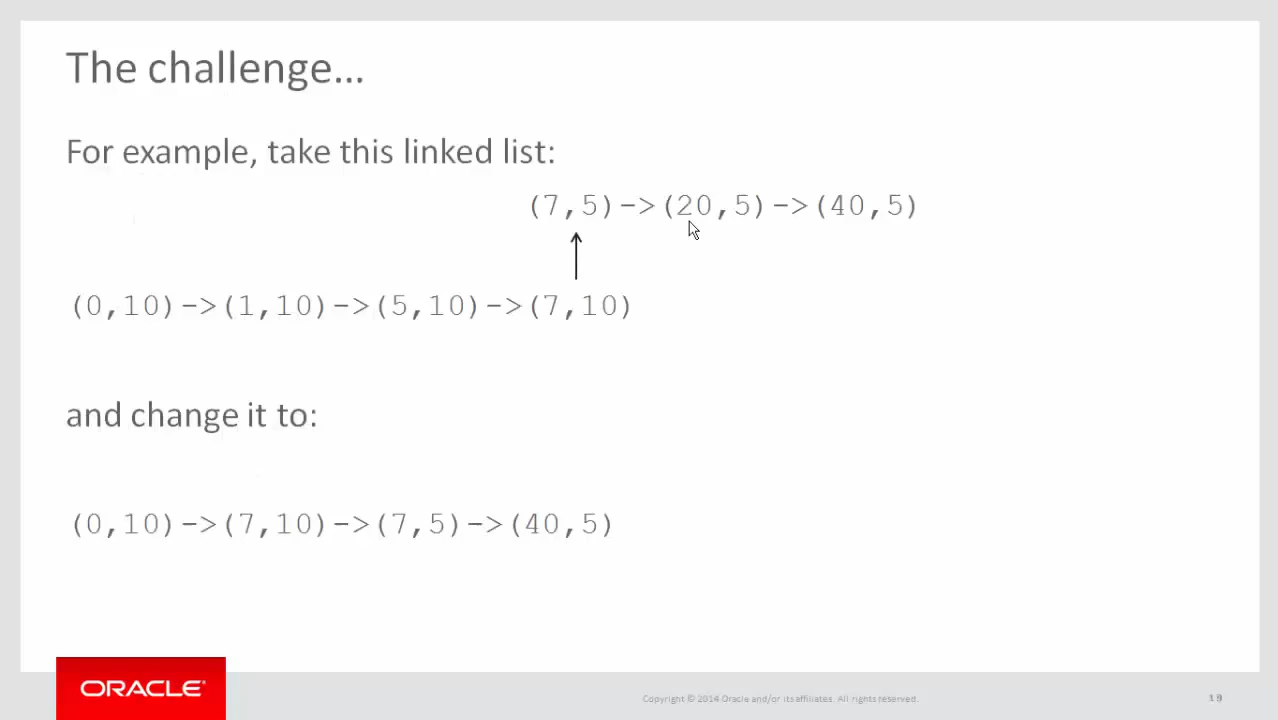 The challenge…
For example, take this linked list:
(7,5)->(20,5)->(40,5)
(0,10)->(1,10)->(5,10)->(7,10)
and change it to:
(0,10)->(7,10)->(7,5)->(40,5)
ORACLE®
Copyright © 2014 Oracle and/or its affiliates. All rights reserved.
19